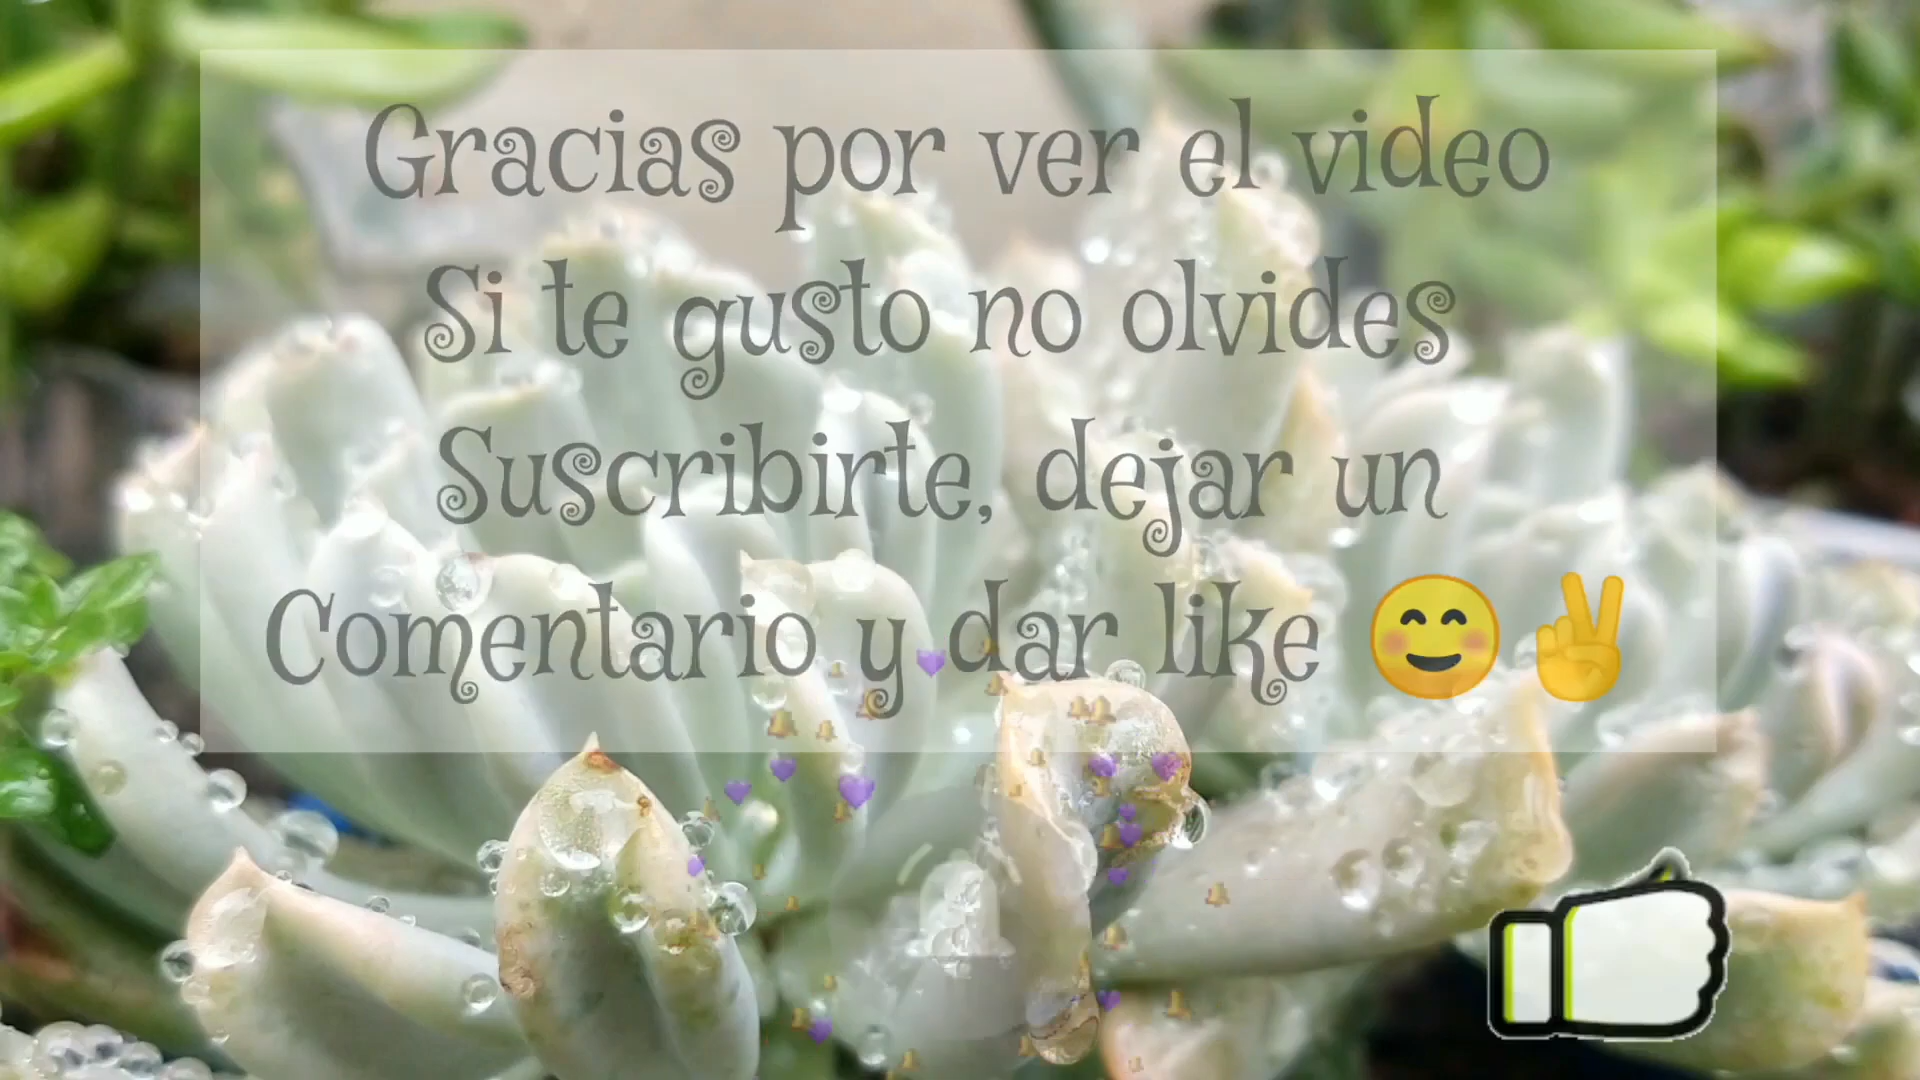 Gracias por ver el video
Si te gusto no olvides
Suscribirte, dejar un
Comentario y dar like 😊✌